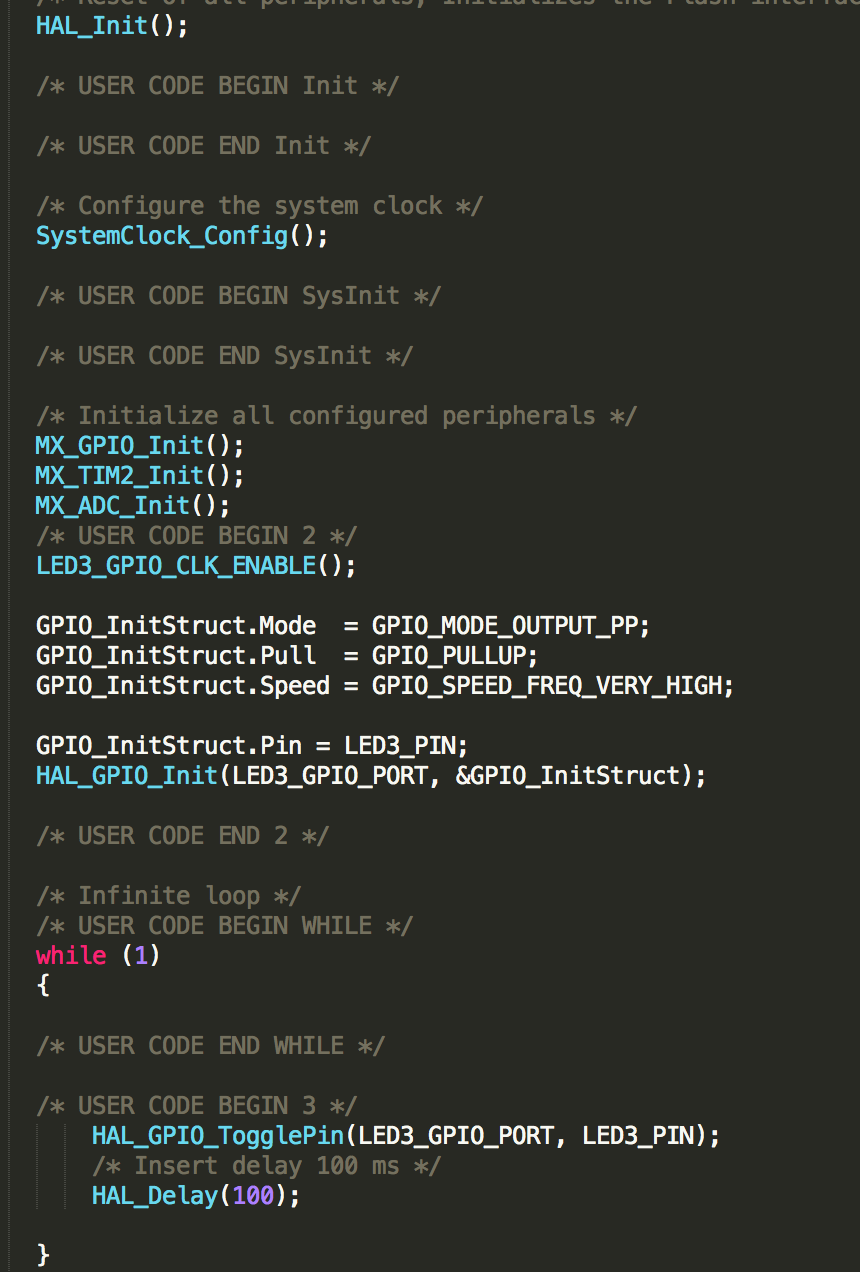 /* Reset of all peripherals, Initializes the Flash interfac
HAL_Init();
/* USER CODE BEGIN Init */
/* USER CODE END Init */
/* Configure the system clock */
SystemClock_Config();
/* USER CODE BEGIN SysInit */
/* USER CODE END SysInit */
/* Initialize all configured peripherals */
MX_GPIO_Init();
MX_TIM2_Init();
MX_ADC_Init();
/* USER CODE BEGIN 2 */
LED3_GPIO_CLK_ENABLE();
GPIO_InitStruct.Mode  = GPIO_MODE_OUTPUT_PP;
GPIO_InitStruct.Pull  = GPIO_PULLUP;
GPIO_InitStruct.Speed = GPIO_SPEED_FREQ_VERY_HIGH;
GPIO_InitStruct.Pin = LED3_PIN;
HAL_GPIO_Init(LED3_GPIO_PORT, &GPIO_InitStruct);
/* USER CODE END 2 */
/* Infinite loop */
/* USER CODE BEGIN WHILE */
while (1)
{
/* USER CODE END WHILE */
/* USER CODE BEGIN 3 */
    HAL_GPIO_TogglePin(LED3_GPIO_PORT, LED3_PIN);
    /* Insert delay 100 ms */
    HAL_Delay(100);
}